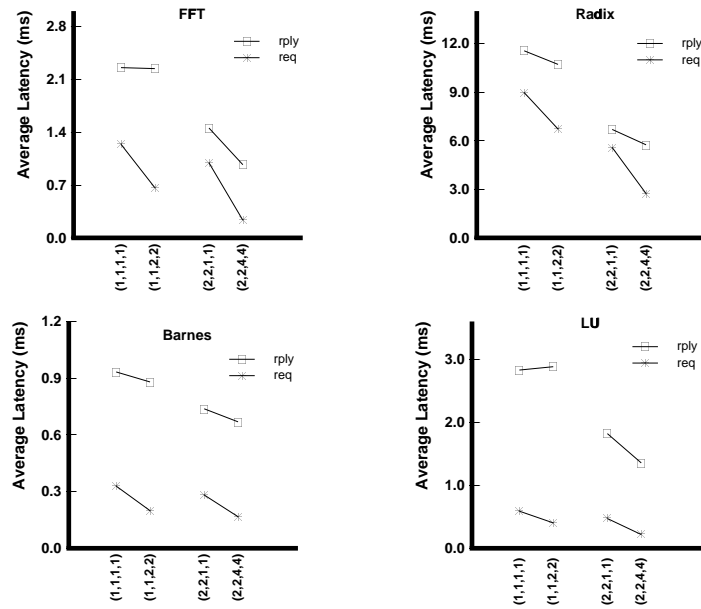 FFT
Average Latency (ms)
2.8
2.1
1.4
0.7
0.0
rply
req
(1,1,1,1)
(1,1,2,2)
(2,2,1,1)
(2,2,4,4)
Radix
Average Latency (ms)
12.0
9.0
6.0
3.0
0.0
rply
req
(1,1,1,1)
(1,1,2,2)
(2,2,1,1)
(2,2,4,4)
Barnes
Average Latency (ms)
1.2
0.9
0.6
0.3
0.0
rply
req
(1,1,1,1)
(1,1,2,2)
(2,2,1,1)
(2,2,4,4)
LU
Average Latency (ms)
3.0
2.0
1.0
0.0
rply
req
(1,1,1,1)
(1,1,2,2)
(2,2,1,1)
(2,2,4,4)